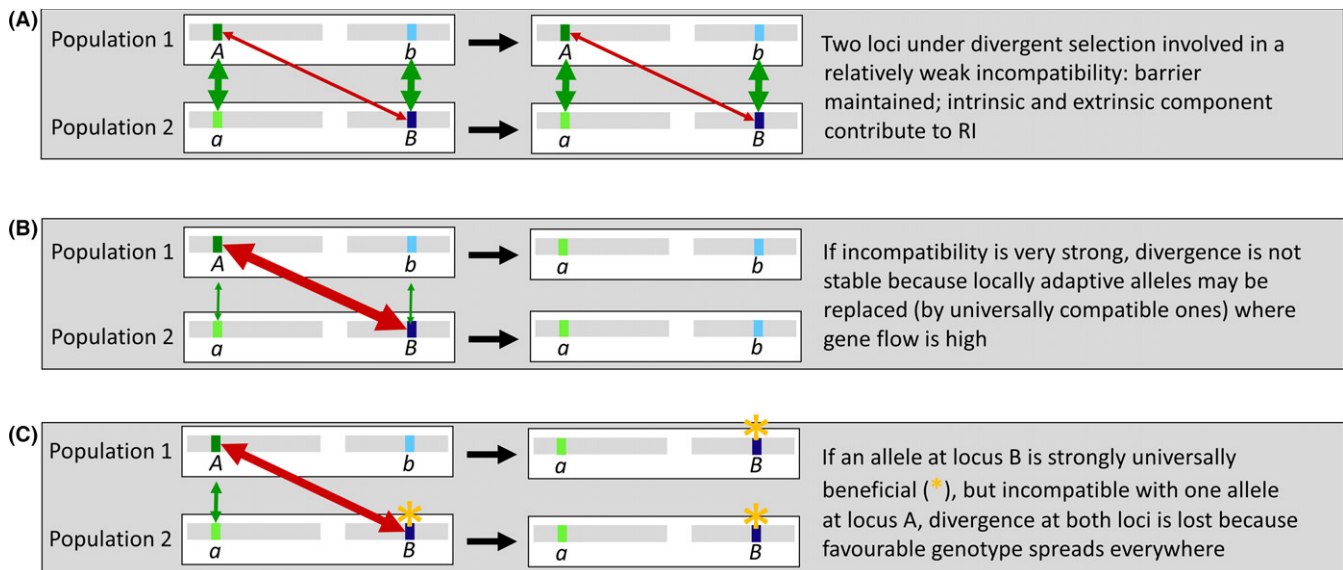 (A)
Population 1
A
b
A
b
Population 2
a
B
a
B
Two loci under divergent selection involved in a
relatively weak incompatibility: barrier
maintained; intrinsic and extrinsic component
contribute to RI
(B)
Population 1
A
b
a
b
Population 2
a
B
a
b
If incompatibility is very strong, divergence is not
stable because locally adaptive alleles may be
replaced (by universally compatible ones) where
gene flow is high
(C)
Population 1
A
b
a
*
B
Population 2
a
*
B
a
*
B
If an allele at locus B is strongly universally
beneficial (*), but incompatible with one allele
at locus A, divergence at both loci is lost because
favourable genotype spreads everywhere